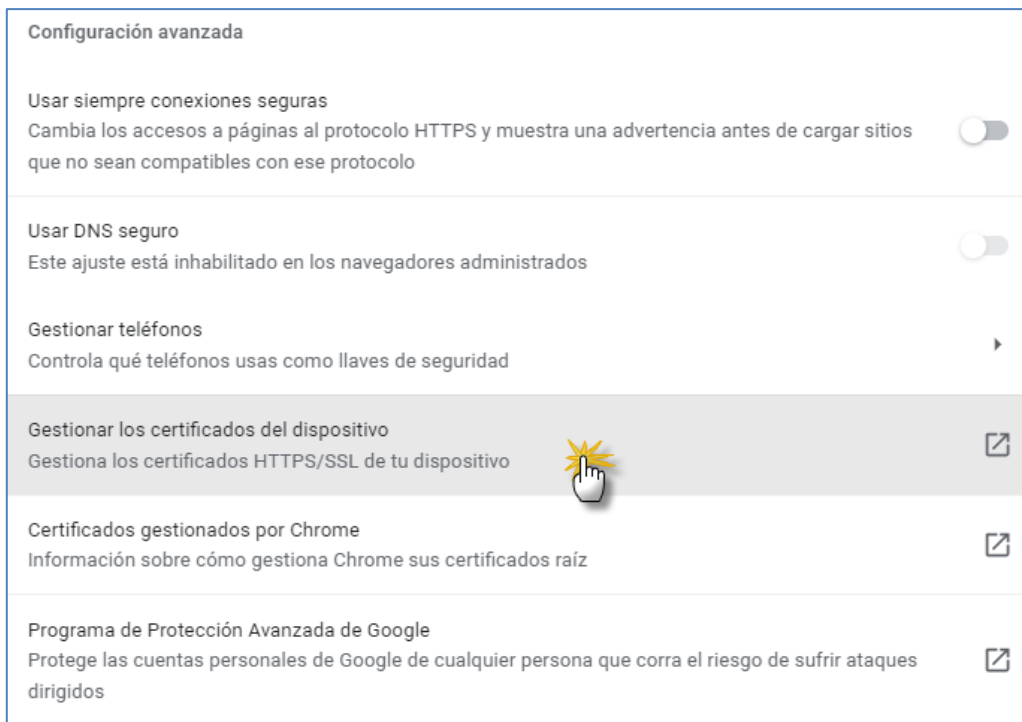 Configuración avanzada
Usar siempre conexiones seguras
Cambia los accesos a páginas al protocolo HTTPS y muestra una advertencia antes de cargar sitios
que no sean compatibles con ese protocolo
Usar DNS seguro
Este ajuste está inhabilitado en los navegadores administrados
Gestionar teléfonos
Controla qué teléfonos usas como llaves de seguridad
Gestionar los certificados del dispositivo
Gestiona los certificados HTTPS/SSL de tu dispositivo
Certificados gestionados por Chrome
Información sobre cómo gestiona Chrome sus certificados raíz
Programa de Protección Avanzada de Google
Protege las cuentas personales de Google de cualquier persona que corra el riesgo de sufrir ataques
dirigidos